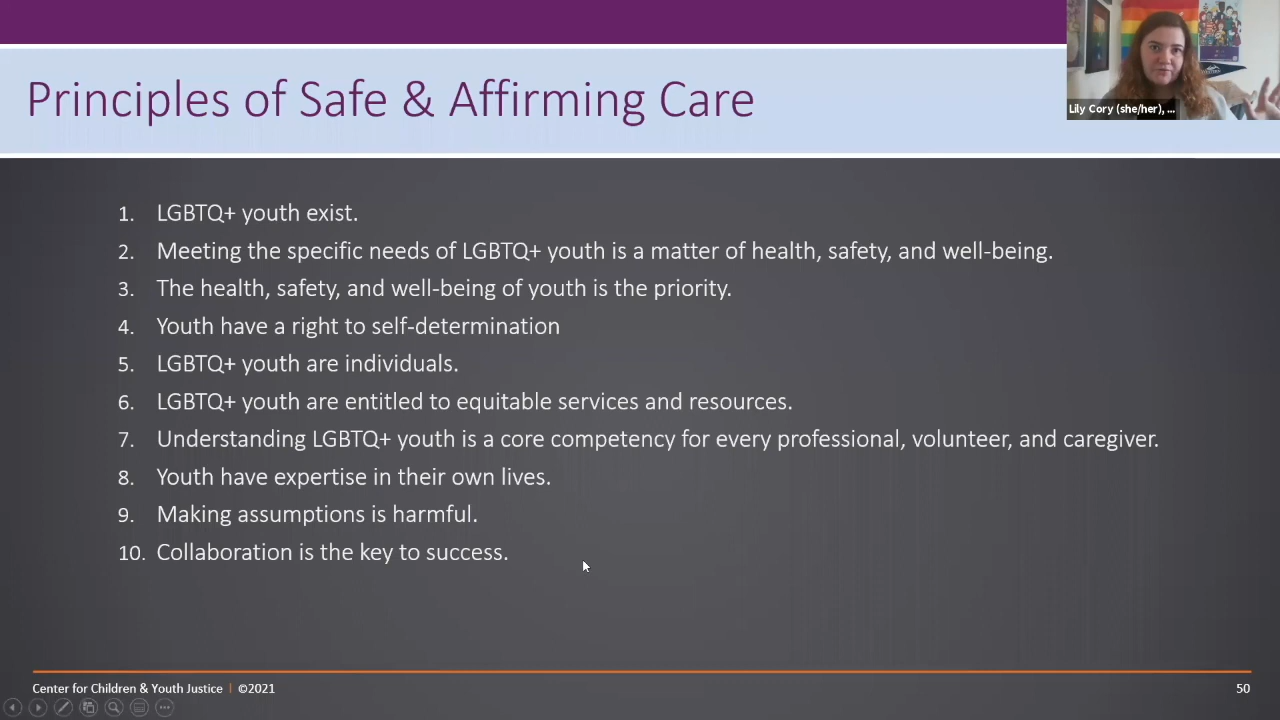 Principles of Safe & Affirming Care
Lily Cory (she/her), ...
1. LGBTQ+ youth exist.
2. Meeting the specific needs of LGBTQ+ youth is a matter of health, safety, and well-being.
3. The health, safety, and well-being of youth is the priority.
4. Youth have a right to self-determination
5. LGBTQ+ youth are individuals.
6. LGBTQ+ youth are entitled to equitable services and resources.
7. Understanding LGBTQ+ youth is a core competency for every professional, volunteer, and caregiver.
8. Youth have expertise in their own lives.
9. Making assumptions is harmful.
10. Collaboration is the key to success.
Center for Children & Youth Justice | ©2021
50